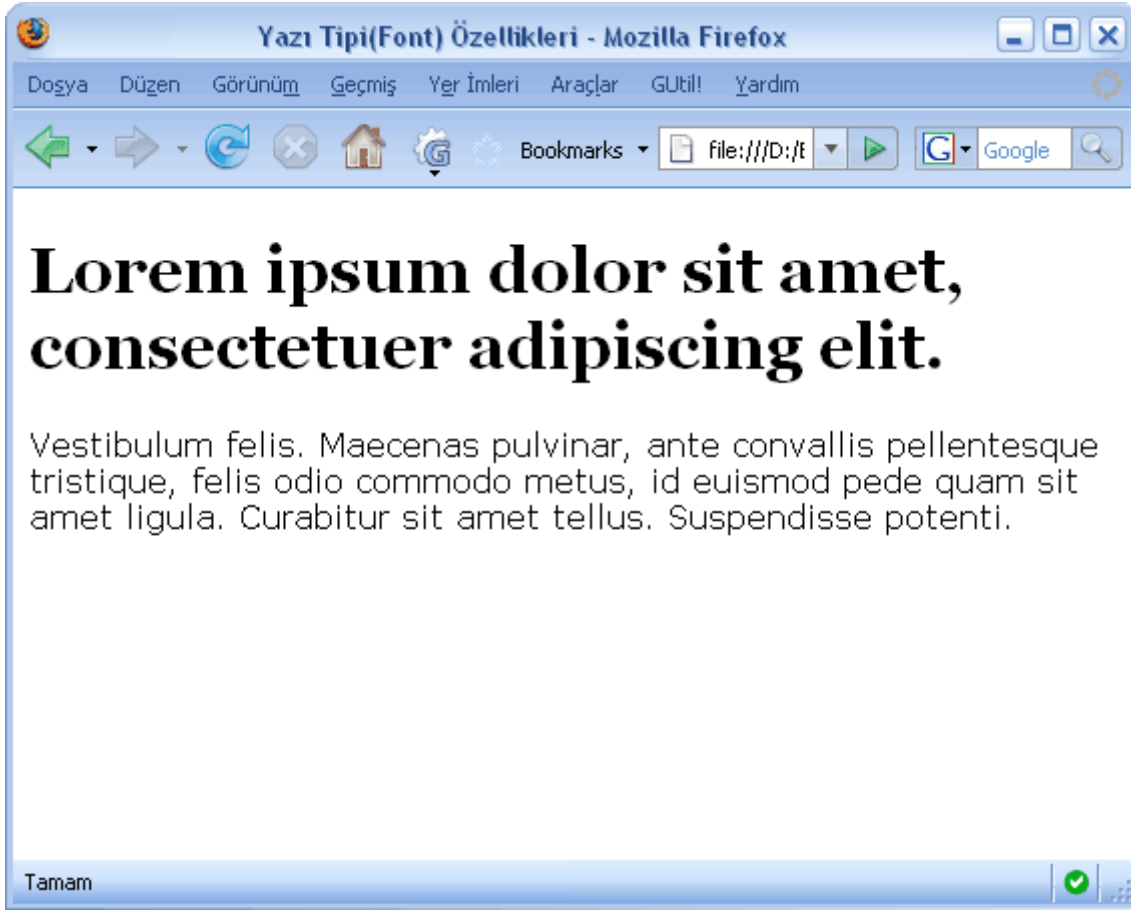 Yazı Tipi(Font) Özellikleri - Mozilla Firefox
Dosya Düzen Görünüm Geçmiş Yer İmleri Araçlar GUtil! Yardım
Bookmarks file:///D:/E G Google
Lorem ipsum dolor sit amet,
consectetuer adipiscing elit.
Vestibulum felis. Maecenas pulvinar, ante convallis pellentesque
tristique, felis odio commodo metus, id euismod pede quam sit
amet ligula. Curabitur sit amet tellus. Suspendisse potenti.
Tamam